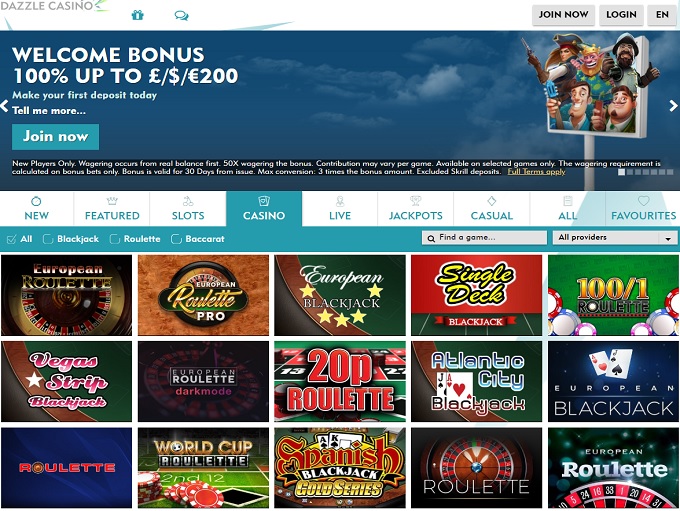 DAZZLE CASINO
JOIN NOW
LOGIN
EN
WELCOME BONUS
100% UP TO £/$/€200
Make your first deposit today
Tell me more...
Join now
New Players Only. Wagering occurs from real balance first. 50X wagering the bonus. Contribution may vary per game. Available on selected games only. The wagering requirement is
calculated on bonus bets only. Bonus is valid for 30 Days from issue. Max conversion: 3 times the bonus amount. Excluded Skrill deposits. Full Terms apply
NEW
FEATURED
SLOTS
CASINO
LIVE
JACKPOTS
CASUAL
ALL
FAVOURITES
All
Blackjack
Roulette
Baccarat
Find a game...
All providers
European
ROULETTE
EUROPEAN
Roulette
PRO
European
BLACKJACK
Single
Deck
BLACKJACK
100/1
ROULETTE
Vegas
Strip
Blackjack
EUROPEAN
ROULETTE
darkmode
20p
ROULETTE
Atlantic
City
Blackjack
EUROPEAN
BLACKJACK
ROULETTE
WORLD CUP
ROULETTE
2nd 12
Spanish
BLACKJACK
GOLD SERIES
ROULETTE
EUROPEAN
Roulette